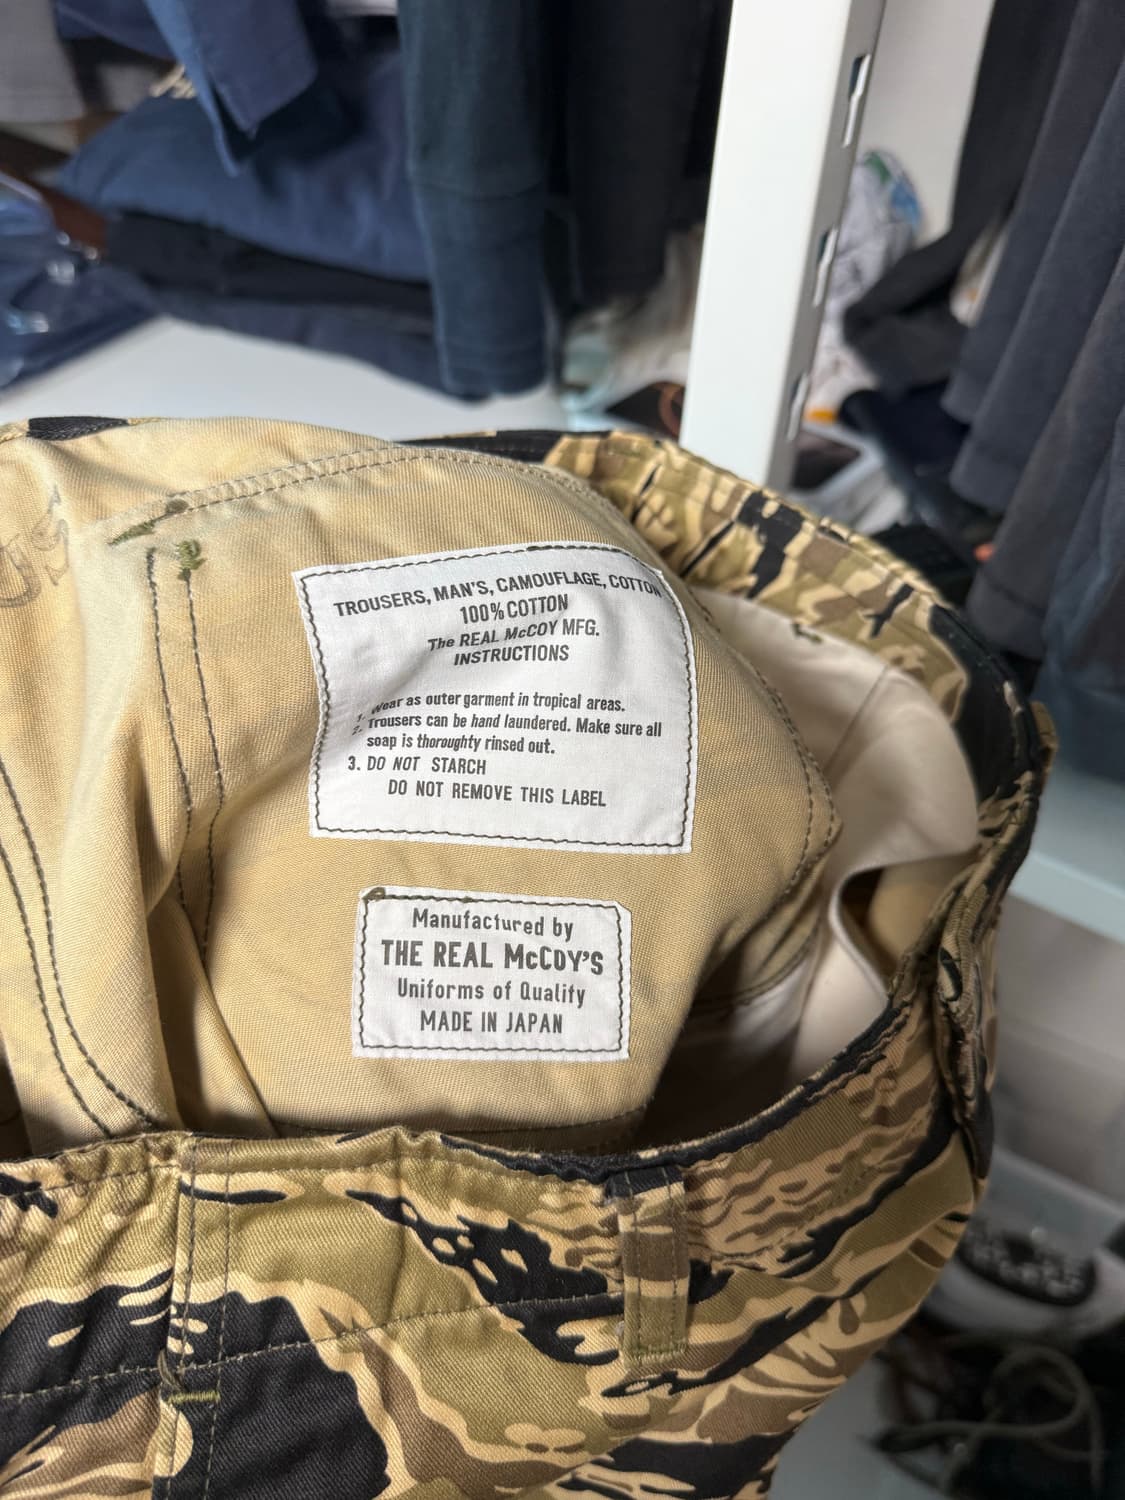 TROUSERS, MAN'S, CAMOUFLAGE, COTTON
100% COTTON
The REAL McCOY MFG.
INSTRUCTIONS
1. Wear as outer garment in tropical areas.
2. Trousers can be hand laundered. Make sure all
soap is thoroughty rinsed out.
3. DO NOT STARCH
DO NOT REMOVE THIS LABEL
Manufactured by
THE REAL McCOY'S
Uniforms of Quality
MADE IN JAPAN